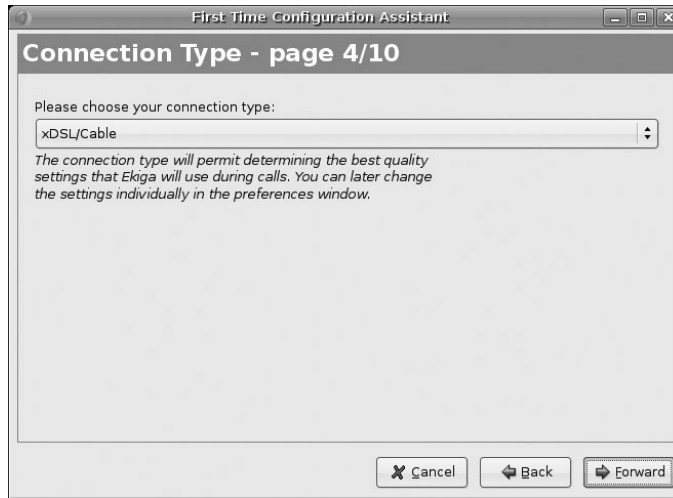 First Time Configuration Assistant
Connection Type - page 4/10
Please choose your connection type:
xDSL/Cable
The connection type will permit determining the best quality
settings that Ekiga will use during calls. You can later change
the settings individually in the preferences window.
Cancel
Back
Forward